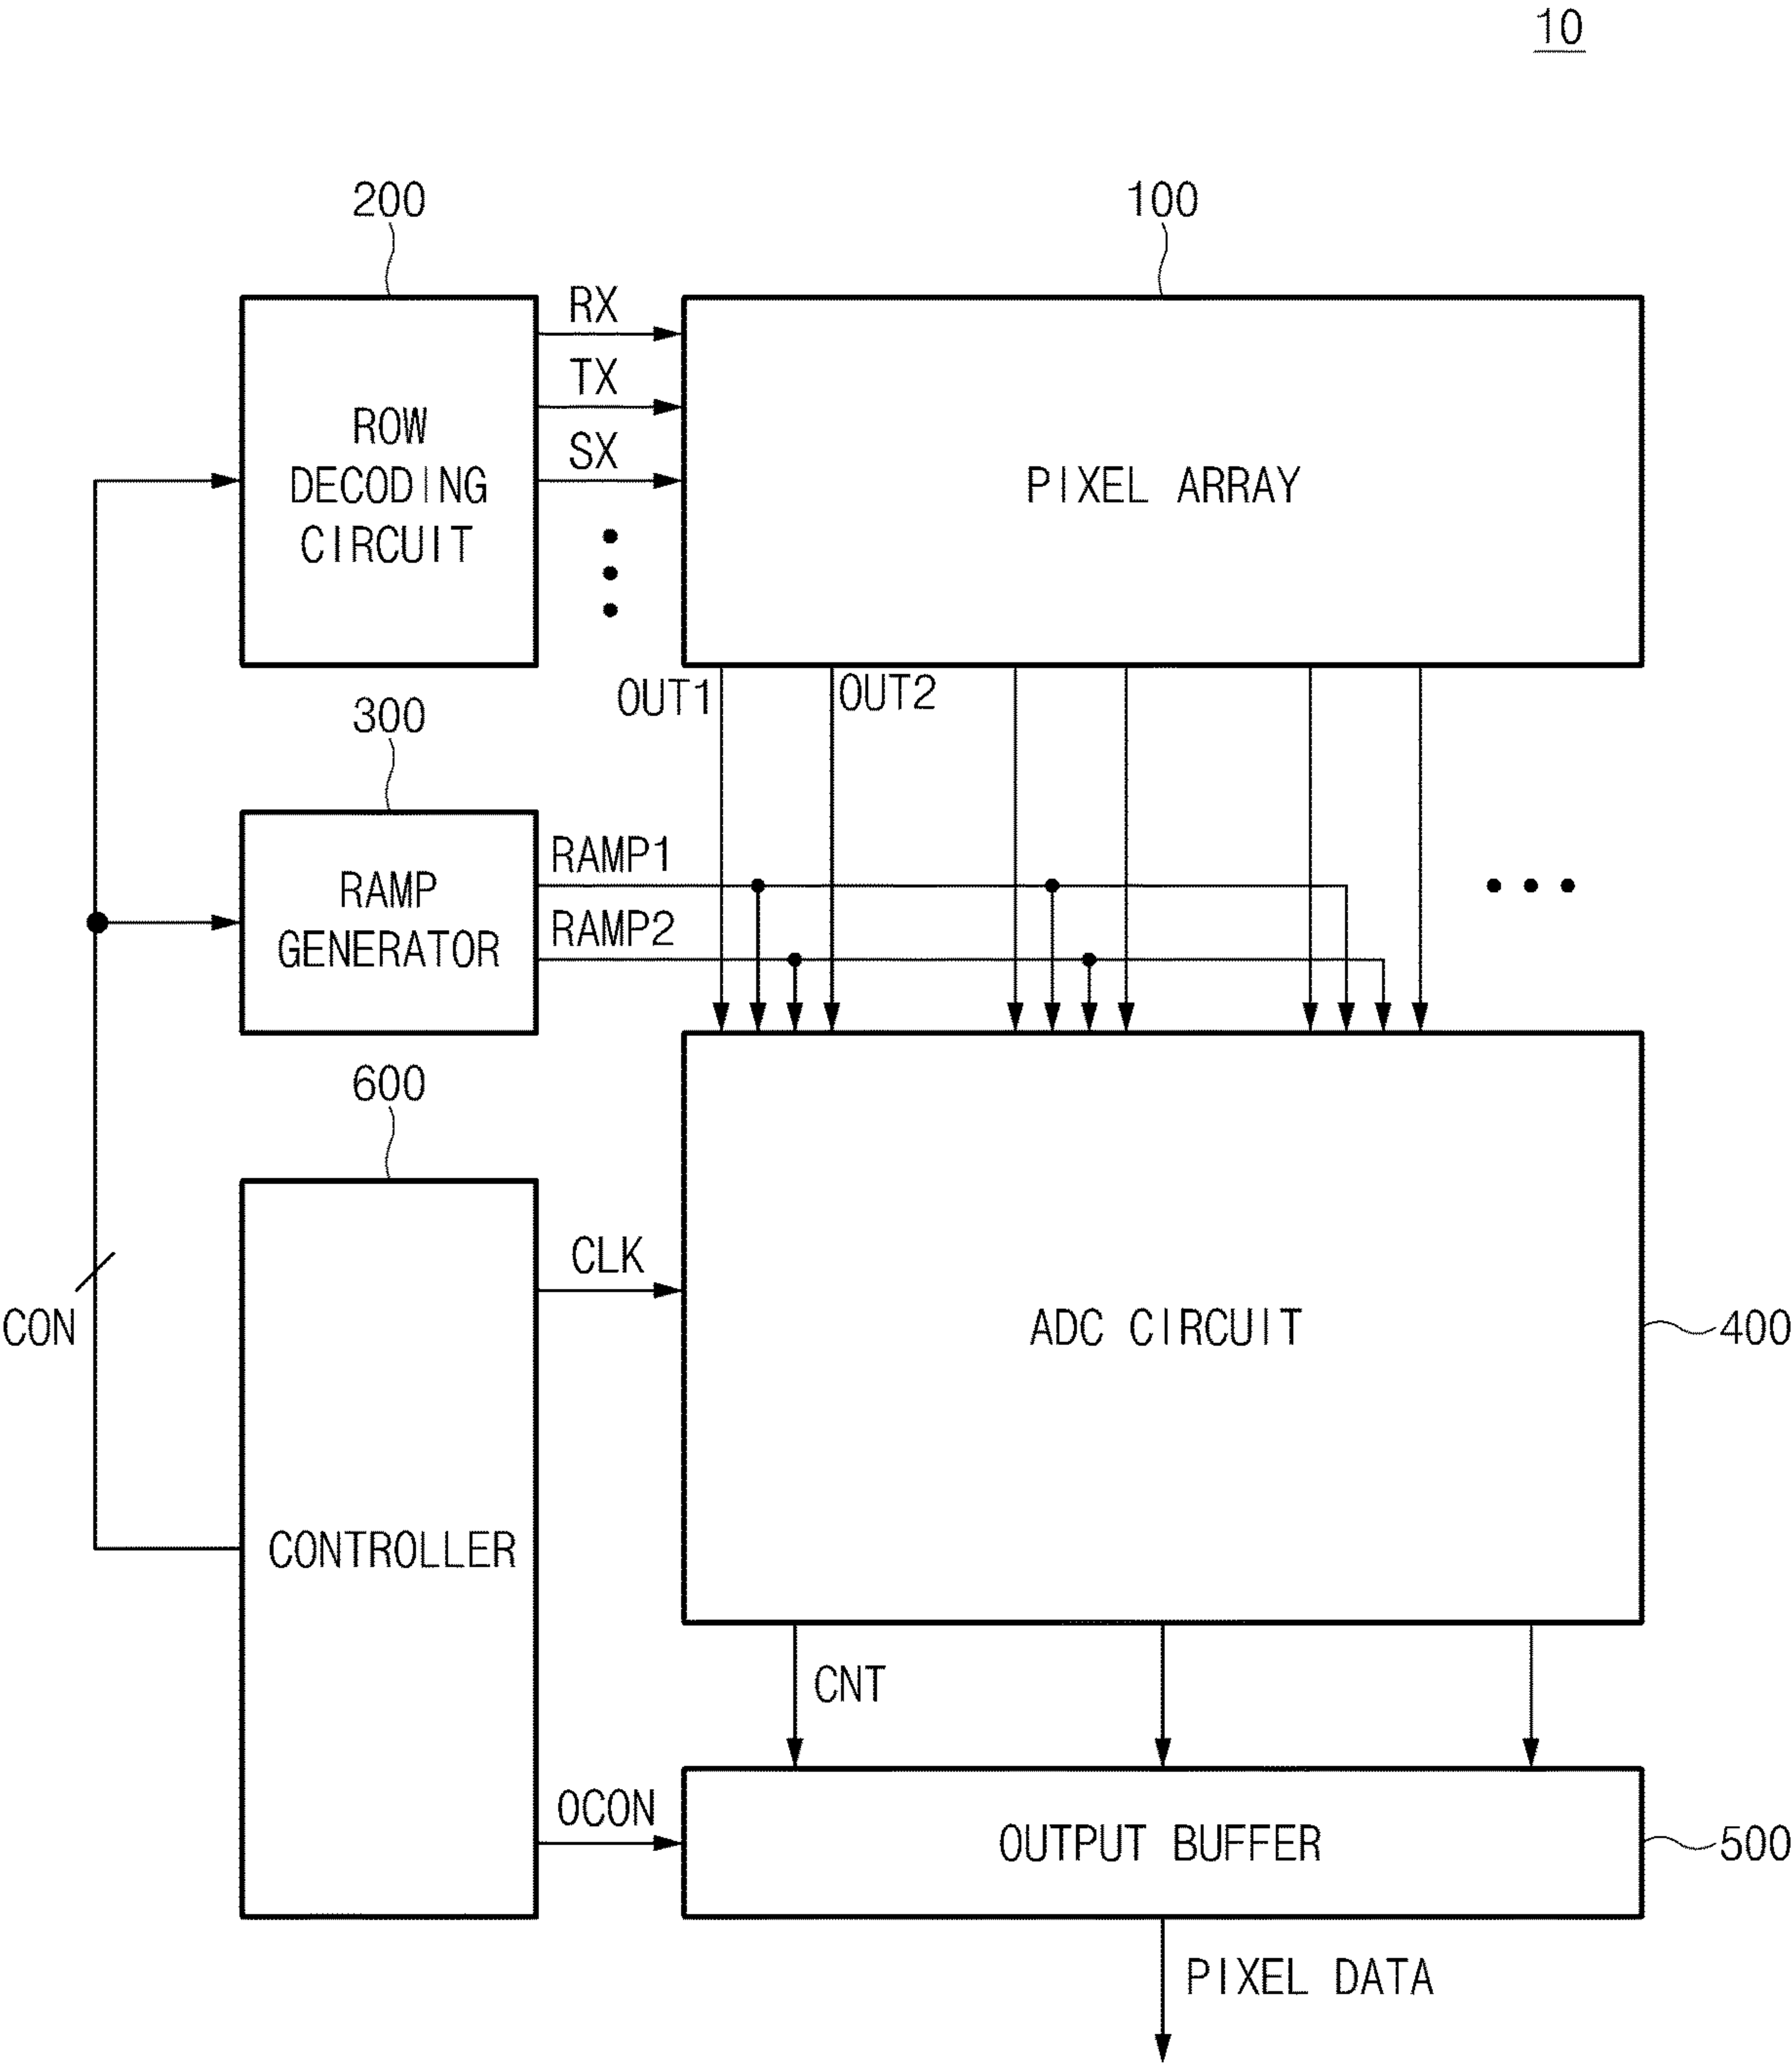 10
200
100
RX
TX
SX
ROW
DECODING
CIRCUIT
PIXEL ARRAY
OUT1
OUT2
300
RAMP1
RAMP2
RAMP
GENERATOR
600
CLK
CON
ADC CIRCUIT
400
CONTROLLER
CNT
OCON
OUTPUT BUFFER
500
PIXEL DATA